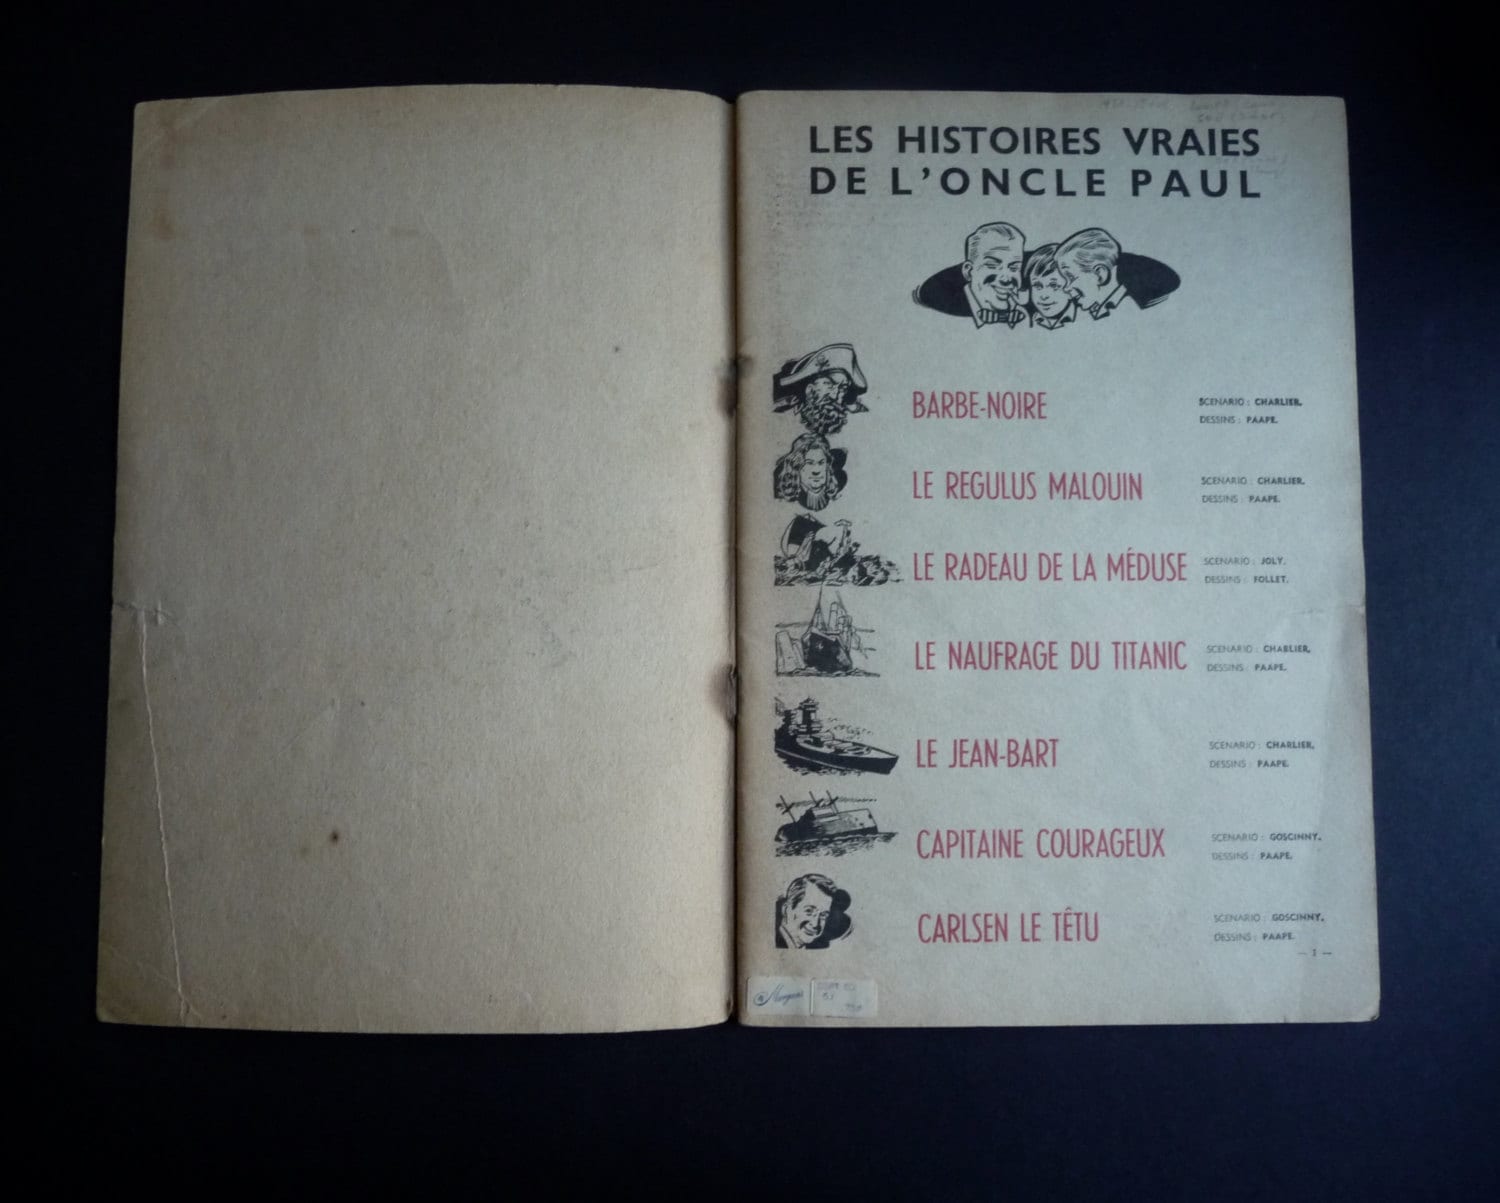 LES HISTOIRES VRAIES
DE L'ONCLE PAUL
BARBE-NOIRE
SCENARIO : CHARLIER.
DESSINS : PAAPE.
LE REGULUS MALOUIN
SCENARIO : CHARLIER.
DESSINS : PAAPE.
LE RADEAU DE LA MÉDUSE
SCENARIO : JOLY.
DESSINS : FOLLET.
LE NAUFRAGE DU TITANIC
SCENARIO : CHARLIER.
DESSINS : PAAPE.
LE JEAN-BART
SCENARIO : CHARLIER.
DESSINS : PAAPE.
CAPITAINE COURAGEUX
SCENARIO : GOSCINNY.
DESSINS : PAAPE.
CARLSEN LE TÊTU
SCENARIO : GOSCINNY.
DESSINS : PAAPE.
— 1 —